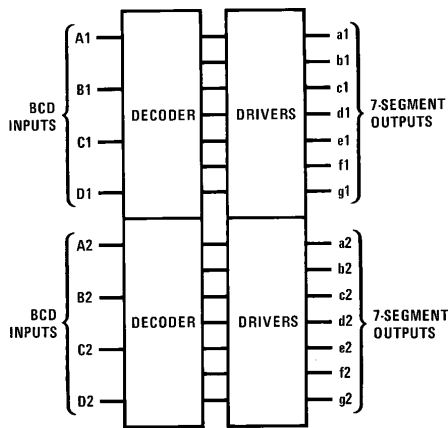 A1
B1
C1
D1
BCD
INPUTS
DECODER
DRIVERS
a1
b1
c1
d1
e1
f1
g1
7-SEGMENT
OUTPUTS
A2
B2
C2
D2
BCD
INPUTS
DECODER
DRIVERS
a2
b2
c2
d2
e2
f2
g2
7-SEGMENT
OUTPUTS